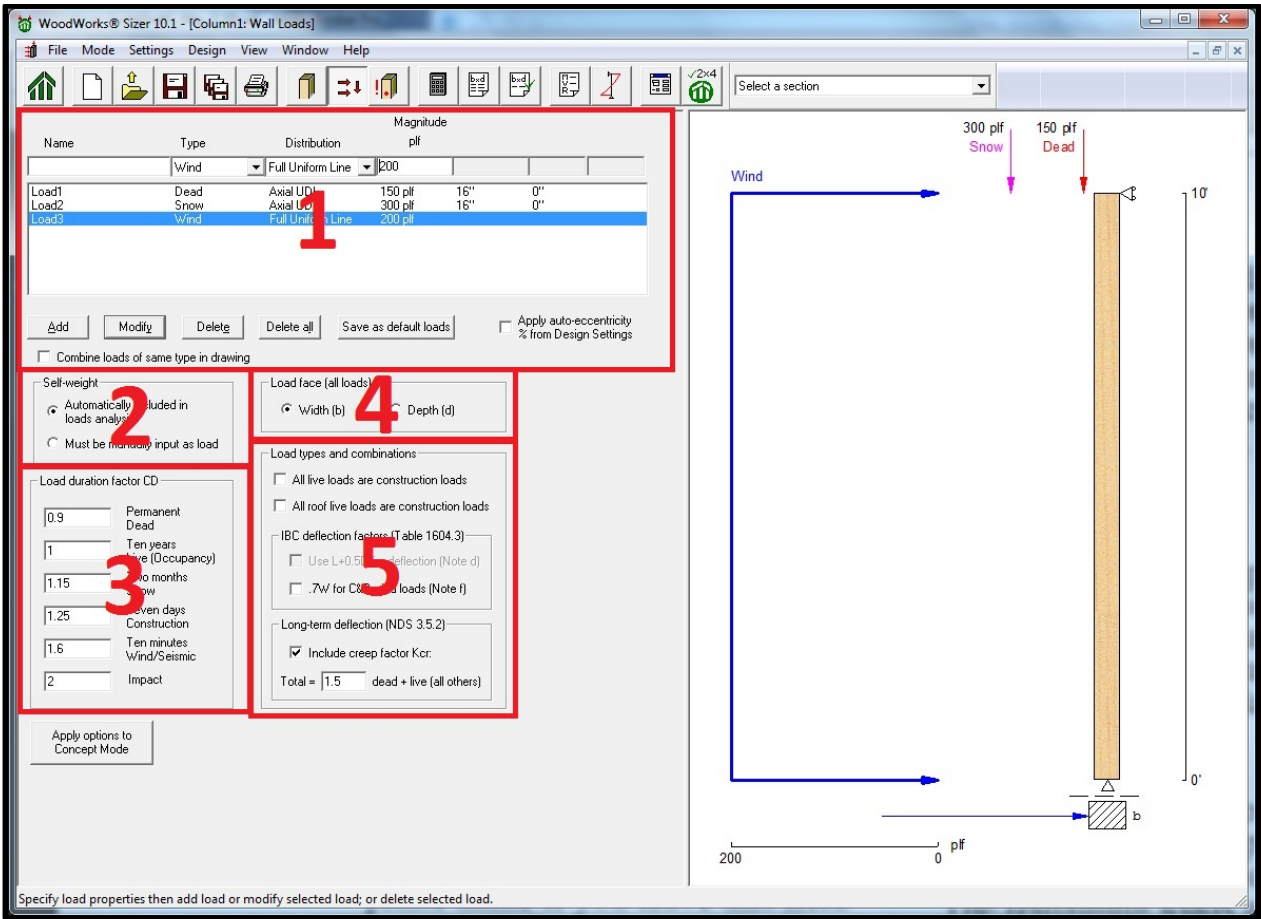 WoodWorks® Sizer 10.1 - [Column1: Wall Loads]
File Mode Settings Design View Window Help
Select a section
Magnitude
Name Type Distribution plf
Wind Full Uniform Line 200
Load1 Dead Axial UDL 150 plf 16'' 0''
Load2 Snow Axial 300 plf 16'' 0''
Load3 Wind Full Uniform Line 200 plf
1
Add Modify Delete Delete all Save as default loads
Apply auto-eccentricity
% from Design Settings
Combine loads of same type in drawing
Self-weight
Automatically
loads
Must be manually input as load
2
Load face (all loads)
Width (b) Depth (d)
4
Load duration factor CD
0.9 Permanent
Dead
1 Ten years
(Occupancy)
1.15 months
1.25 days
Construction
1.6 Ten minutes
Wind/Seismic
2 Impact
3
Load types and combinations
All live loads are construction loads
All roof live loads are construction loads
IBC deflection factors (Table 1604.3)
Use deflection (Note d)
.7W for loads (Note f)
5
Long-term deflection (NDS 3.5.2)
Include creep factor Kcr:
Total = 1.5 dead + live (all others)
Apply options to
Concept Mode
300 plf 150 plf
Snow Dead
Wind
10'
0'
b
plf
200 0
Specify load properties then add load or modify selected load; or delete selected load.